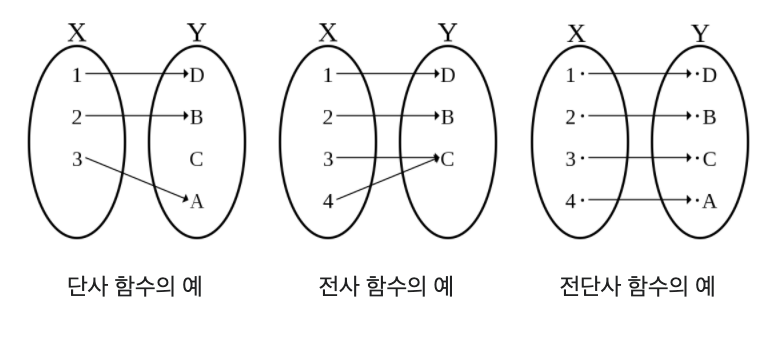 X Y X Y X Y
1 D 1 D 1 D
2 B 2 B 2 B
3 C 3 C 3 C
A 4 4 A
단사 함수의 예 전사 함수의 예 전단사 함수의 예